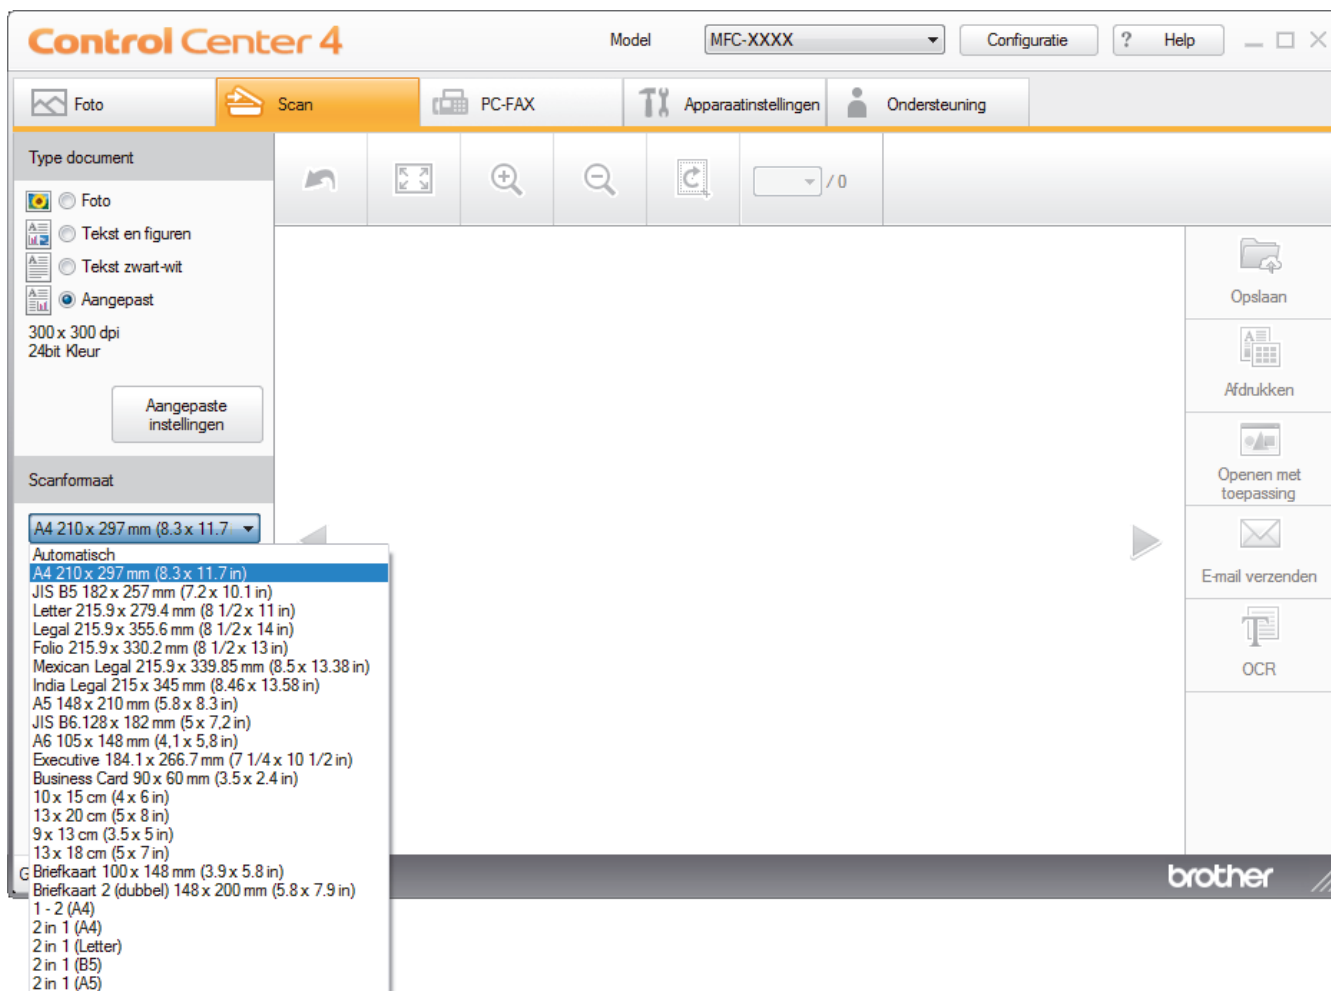 Control Center 4
Model
MFC-XXXX
Configuratie
? Help
Foto
Scan
PC-FAX
Apparaatinstellingen
Ondersteuning
Type document
Foto
Tekst en figuren
Tekst zwart-wit
Aangepast
300 x 300 dpi
24bit Kleur
Aangepaste
instellingen
/ 0
Scanformaat
A4 210 x 297 mm (8.3 x 11.7
Automatisch
A4 210 x 297 mm (8.3 x 11.7 in)
JIS B5 182 x 257 mm (7.2 x 10.1 in)
Letter 215.9 x 279.4 mm (8 1/2 x 11 in)
Legal 215.9 x 355.6 mm (8 1/2 x 14 in)
Folio 215.9 x 330.2 mm (8 1/2 x 13 in)
Mexican Legal 215.9 x 339.85 mm (8.5 x 13.38 in)
India Legal 215 x 345 mm (8.46 x 13.58 in)
A5 148 x 210 mm (5.8 x 8.3 in)
JIS B6.128 x 182 mm (5 x 7,2 in)
A6 105 x 148 mm (4,1 x 5,8 in)
Executive 184.1 x 266.7 mm (7 1/4 x 10 1/2 in)
Business Card 90 x 60 mm (3.5 x 2.4 in)
10 x 15 cm (4 x 6 in)
13 x 20 cm (5 x 8 in)
9 x 13 cm (3.5 x 5 in)
13 x 18 cm (5 x 7 in)
Briefkaart 100 x 148 mm (3.9 x 5.8 in)
Briefkaart 2 (dubbel) 148 x 200 mm (5.8 x 7.9 in)
1 - 2 (A4)
2 in 1 (A4)
2 in 1 (Letter)
2 in 1 (B5)
2 in 1 (A5)
Opslaan
Afdrukken
Openen met
toepassing
E-mail verzenden
OCR
brother